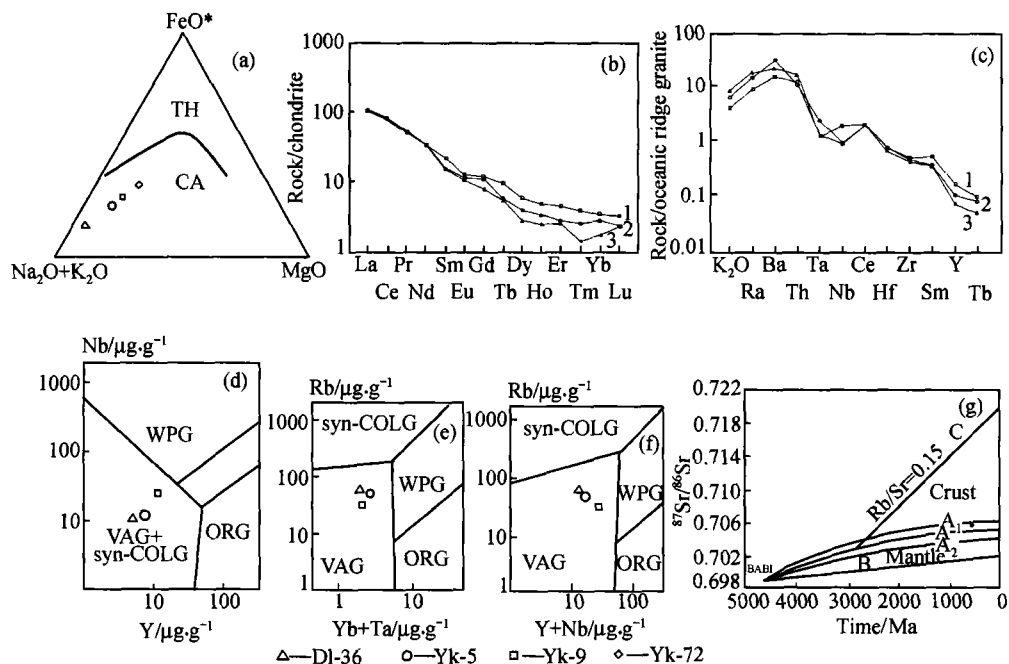 FeO*
(a)
TH
CA
Na₂O+K₂O
MgO
Rock/chondrite
1000
100
10
1
(b)
1
2
3
La Pr Sm Gd Dy Er Yb
Ce Nd Eu Tb Ho Tm Lu
Rock/oceanic ridge granite
100
10
1
0.1
0.01
(c)
1
2
3
K₂O Ba Ta Ce Zr Y
Ra Th Nb Hf Sm Tb
Nb/μg·g⁻¹
1000
100
10
(d)
WPG
VAG+
syn-COLG
ORG
10 100
Y/μg·g⁻¹
Rb/μg·g⁻¹
1000
100
10
1
syn-COLG
(e)
WPG
VAG
ORG
1 10
Yb+Ta/μg·g⁻¹
Rb/μg·g⁻¹
1000
100
10
1
syn-COLG
(f)
WPG
VAG
ORG
10 100
Y+Nb/μg·g⁻¹
⁸⁷Sr/⁸⁶Sr
0.722
0.718
0.714
0.710
0.706
0.702
0.698
(g)
C
Rb/Sr=0.15
Crust
A
A₁
A₂
B
Mantle
BABI
5000 4000 3000 2000 1000 0
Time/Ma
△—Dl-36 ○—Yk-5 □—Yk-9 ◇—Yk-72